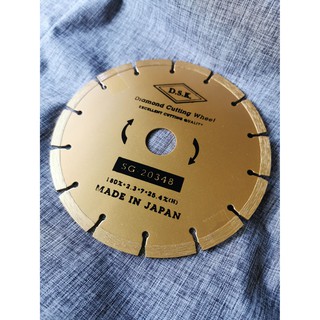 D.S.K.
Diamond Cutting Wheel
EXCELLENT CUTTING QUALITY
SG-20348
MADE IN JAPAN